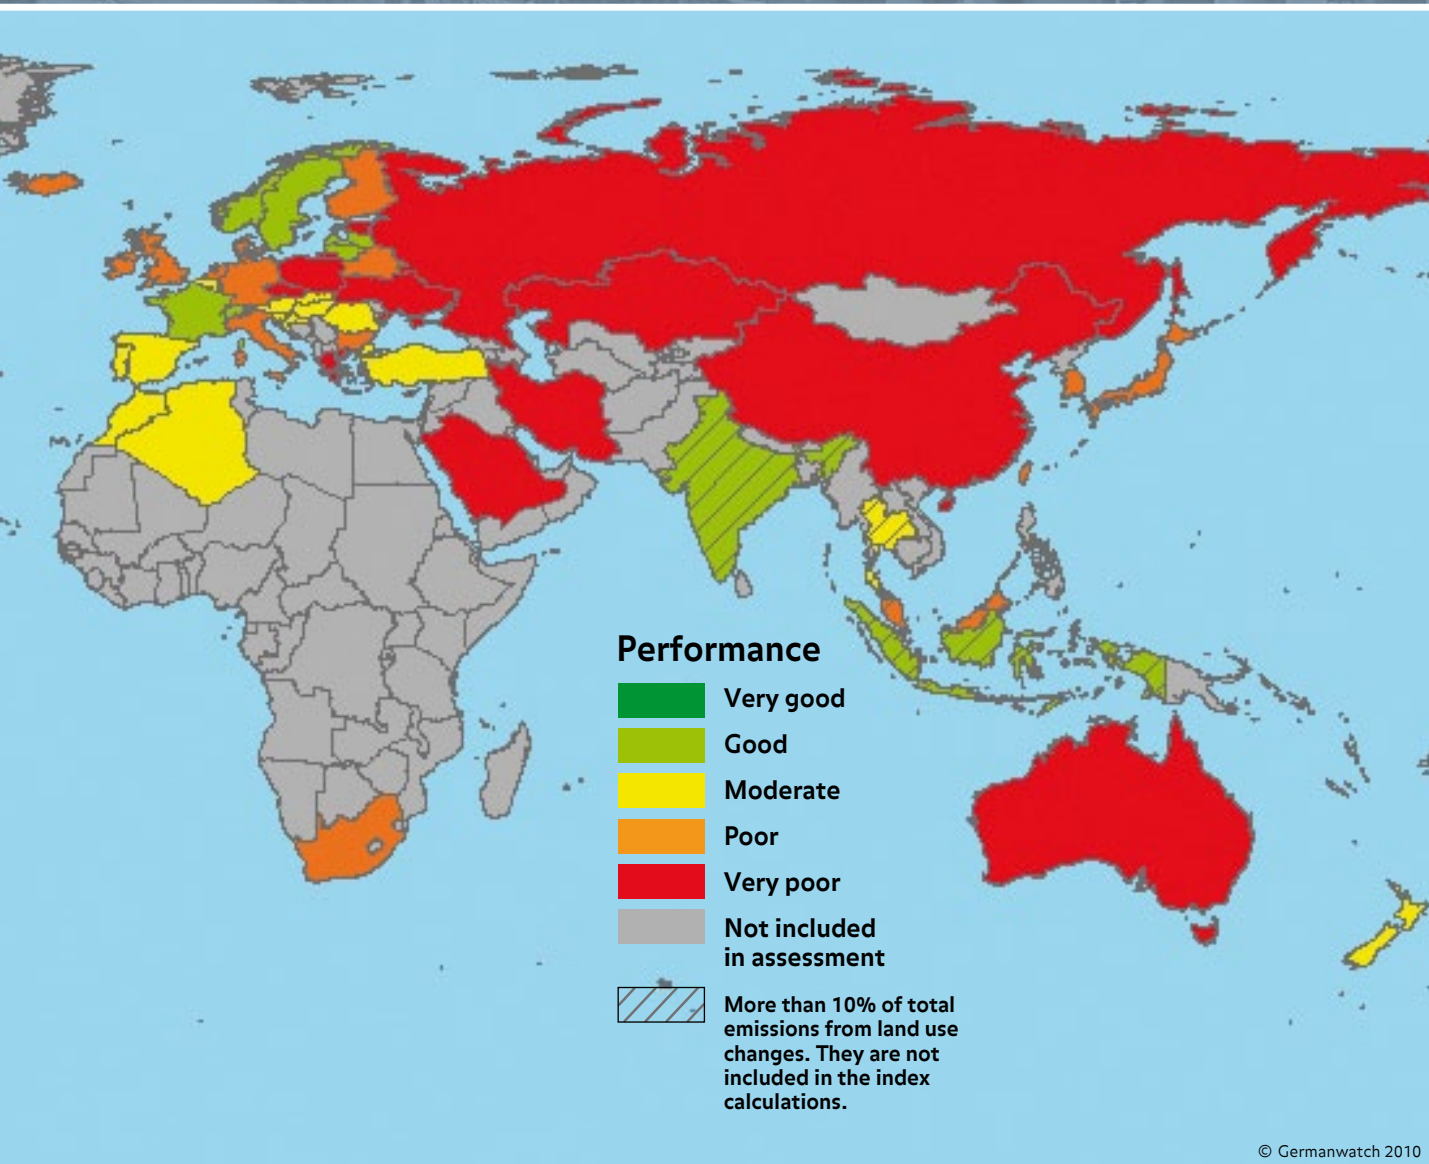 Performance
Very good
Good
Moderate
Poor
Very poor
Not included
in assessment
More than 10% of total
emissions from land use
changes. They are not
included in the index
calculations.
© Germanwatch 2010